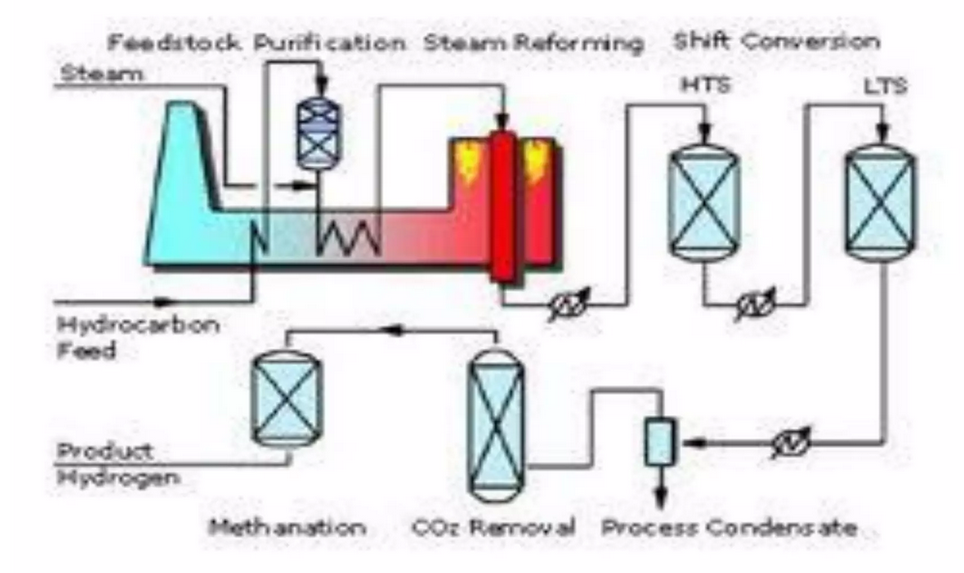 Feedstock Purification Steam Reforming Shift Conversion
Steam
HTS
LTS
Hydrocarbon
Feed
Product
Hydrogen
Methanation
CO2 Removal
Process Condensate